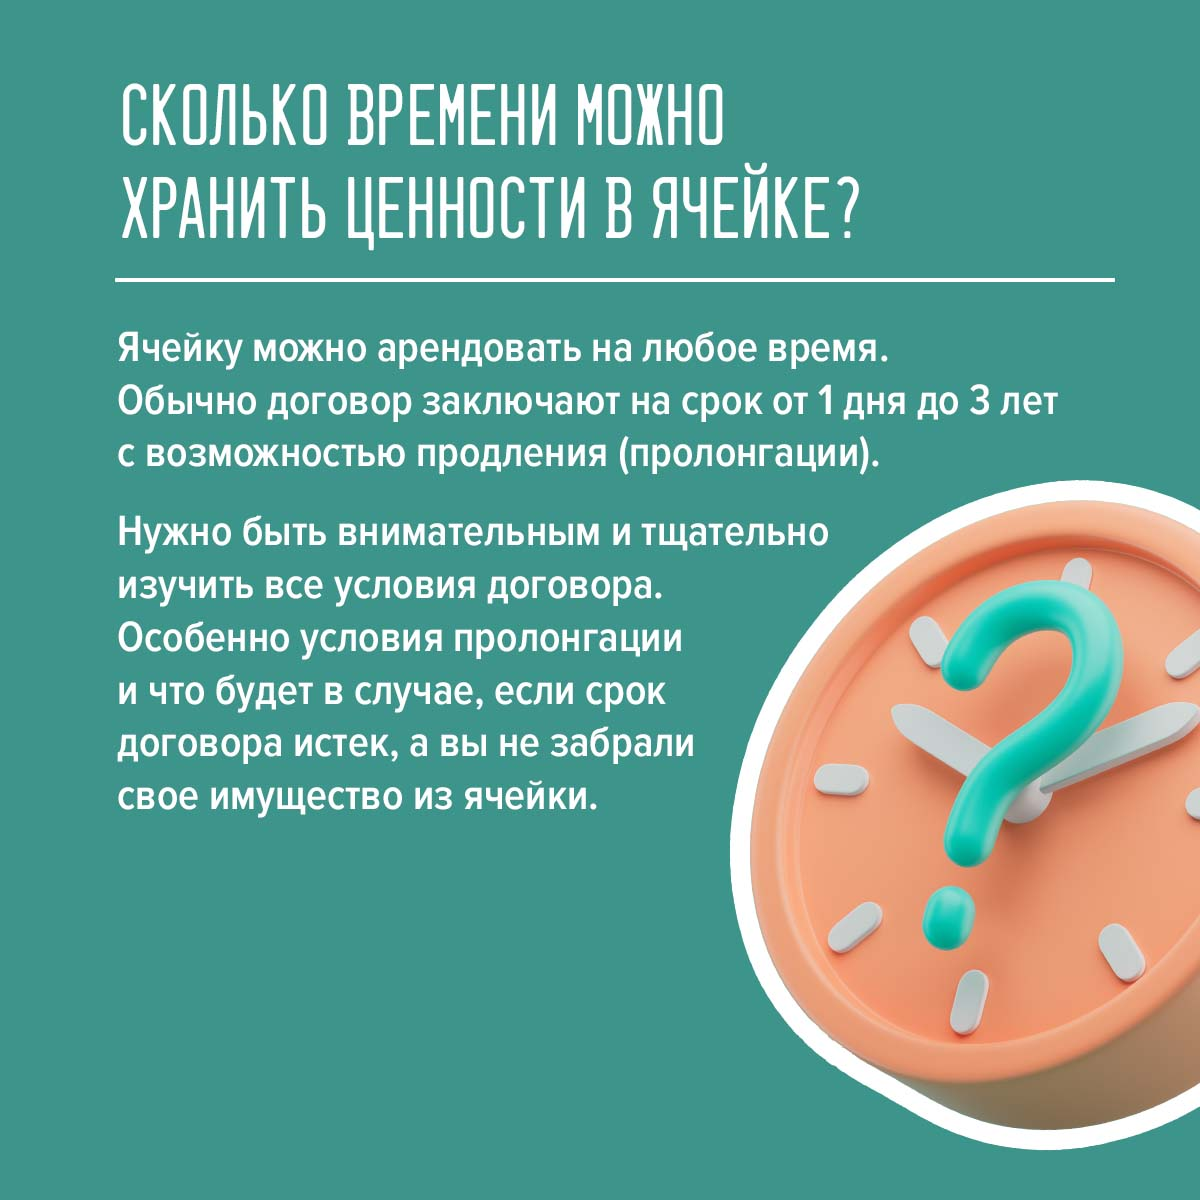 СКОЛЬКО ВРЕМЕНИ МОЖНО
ХРАНИТЬ ЦЕННОСТИ В ЯЧЕЙКЕ?
Ячейку можно арендовать на любое время.
Обычно договор заключают на срок от 1 дня до 3 лет
с возможностью продления (пролонгации).
Нужно быть внимательным и тщательно
изучить все условия договора.
Особенно условия пролонгации
и что будет в случае, если срок
договора истек, а вы не забрали
свое имущество из ячейки.
?